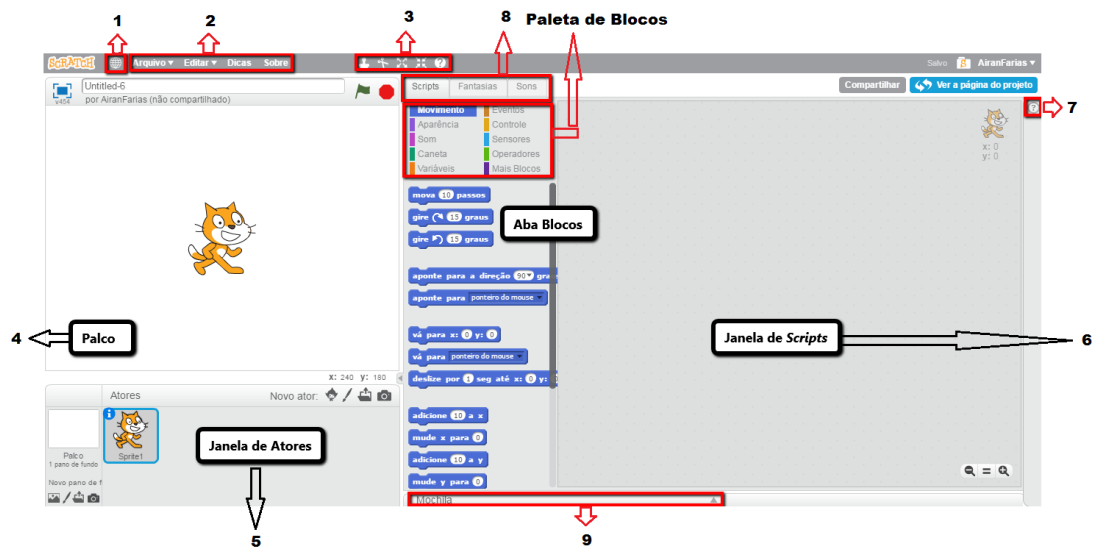 1 2 3 8 Paleta de Blocos
SCRATCH Arquivo▼ Editar▼ Dicas Sobre ? Salvo AiranFarias▼
v454 Untitled-6
por AiranFarias (não compartilhado)
Scripts Fantasias Sons
Compartilhar Ver a página do projeto
? 7
Movimento Eventos
Aparência Controle
Som Sensores
Caneta Operadores
Variáveis Mais Blocos
x: 0
y: 0
mova 10 passos
gire 15 graus
gire 15 graus
Aba Blocos
aponte para a direção 90▼ graus
aponte para ponteiro do mouse
4 Palco
vá para x: 0 y: 0
vá para ponteiro do mouse
deslize por 1 seg até x: 0 y:
Janela de Scripts 6
x: 240 y: 180
Atores Novo ator:
Sprite1
Palco
1 pano de fundo
Novo pano de f
Janela de Atores
5
adicione 10 a x
mude x para 0
adicione 10 a y
mude y para 0
=
Mochila
9